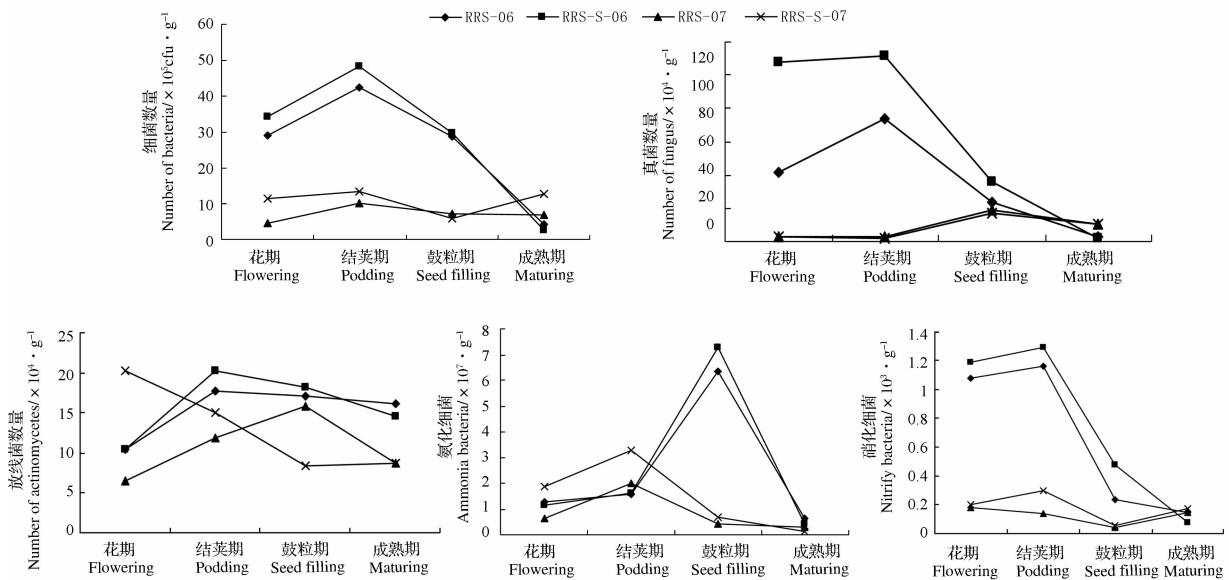 RRS-06 RRS-S-06 RRS-07 RRS-S-07
细菌数量
Number of bacteria/×10⁵cfu·g⁻¹
60
50
40
30
20
10
0
花期 结荚期 鼓粒期 成熟期
Flowering Podding Seed filling Maturing
真菌数量
Number of fungus/×10⁴·g⁻¹
120
100
80
60
40
20
0
花期 结荚期 鼓粒期 成熟期
Flowering Podding Seed filling Maturing
放线菌数量
Number of actinomycetes/×10⁴·g⁻¹
25
20
15
10
5
0
花期 结荚期 鼓粒期 成熟期
Flowering Podding Seed filling Maturing
氨化细菌
Ammonia bacteria/×10⁷·g⁻¹
8
7
6
5
4
3
2
1
0
花期 结荚期 鼓粒期 成熟期
Flowering Podding Seed filling Maturing
硝化细菌
Nitrify bacteria/×10³·g⁻¹
1.4
1.2
1
0.8
0.6
0.4
0.2
0
花期 结荚期 鼓粒期 成熟期
Flowering Podding Seed filling Maturing